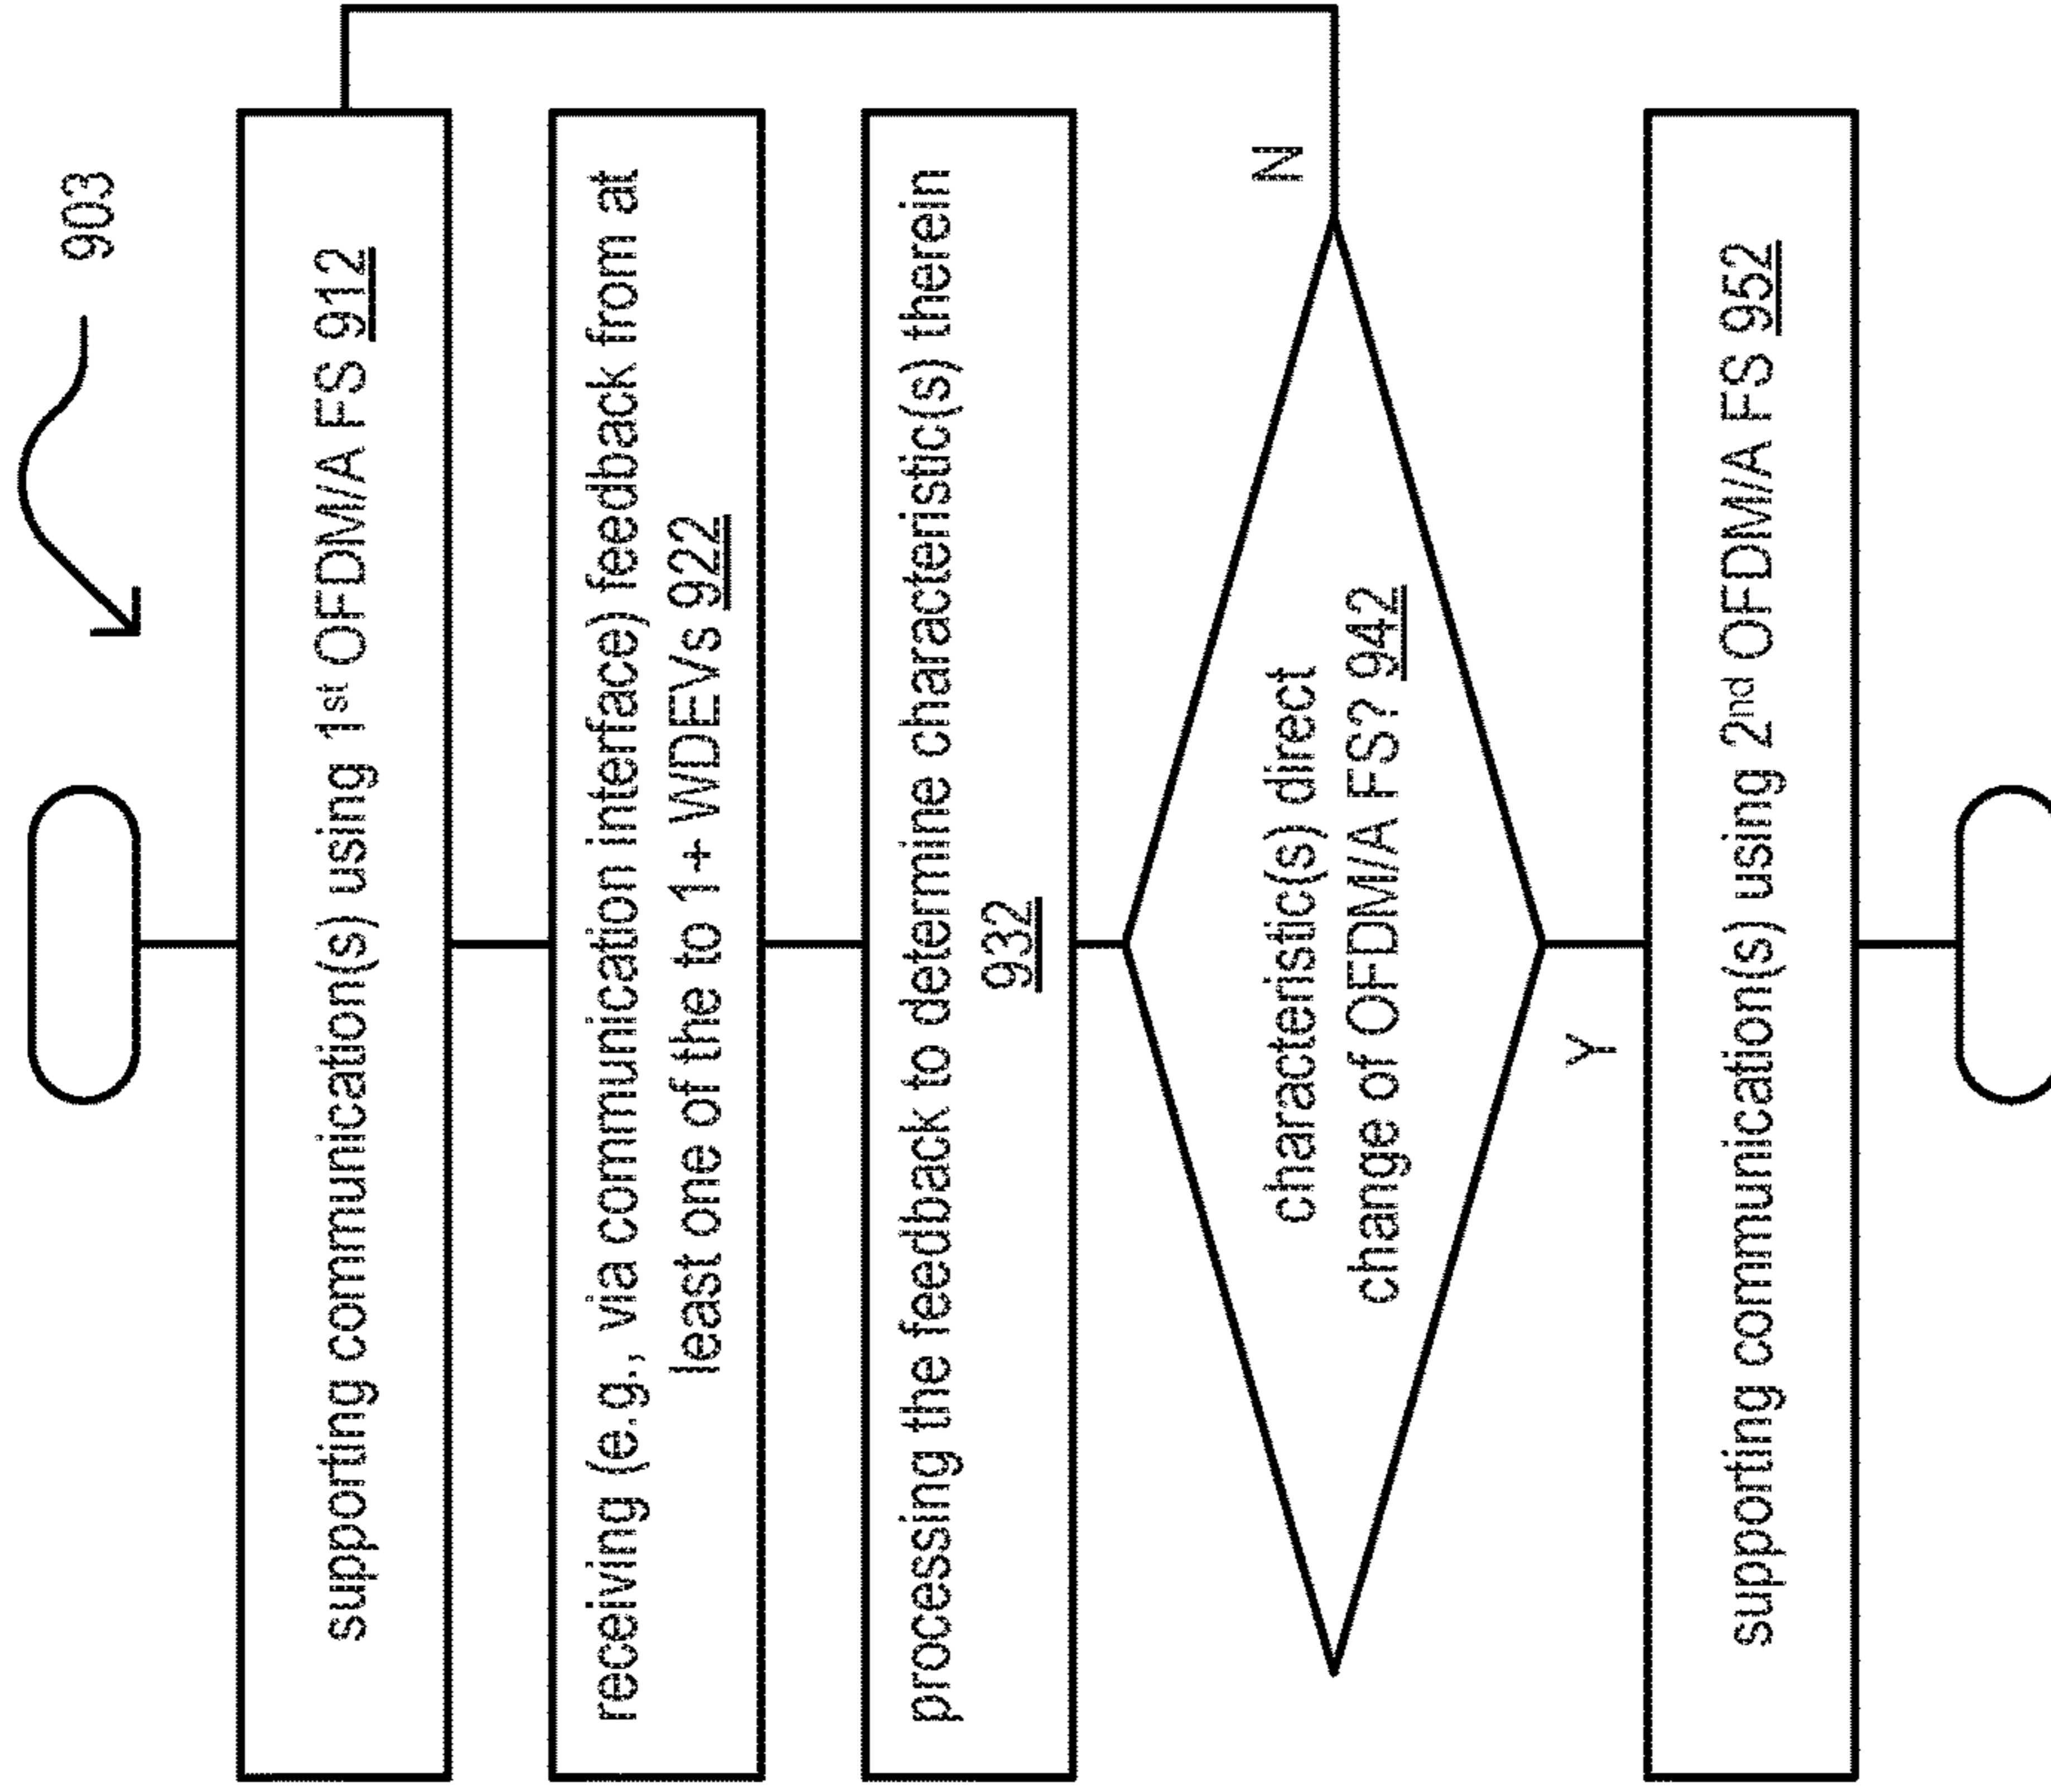 903
supporting communication(s) using 1st OFDM/A FS 912
receiving (e.g., via communication interface) feedback from at
least one of the to 1+ WDEVs 922
processing the feedback to determine characteristic(s) therein
932
characteristic(s) direct
change of OFDM/A FS? 942
N
Y
supporting communication(s) using 2nd OFDM/A FS 952